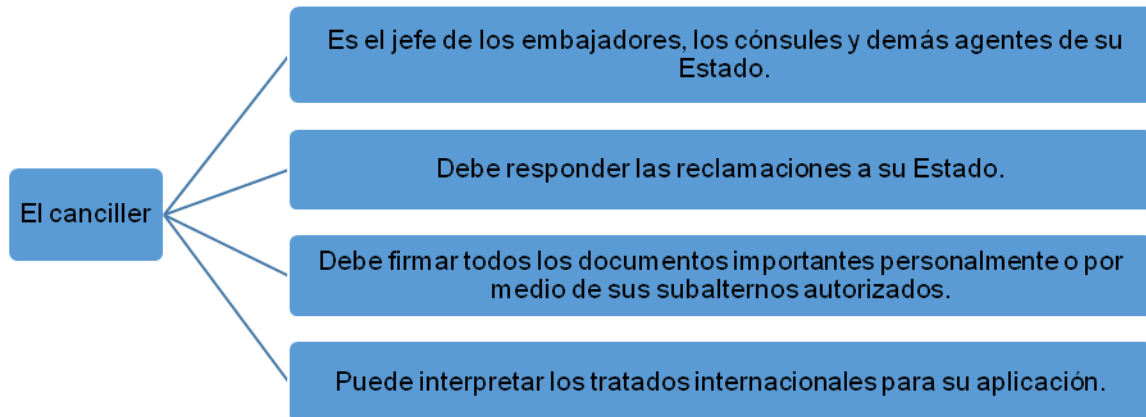 El canciller
Es el jefe de los embajadores, los cónsules y demás agentes de su
Estado.
Debe responder las reclamaciones a su Estado.
Debe firmar todos los documentos importantes personalmente o por
medio de sus subalternos autorizados.
Puede interpretar los tratados internacionales para su aplicación.